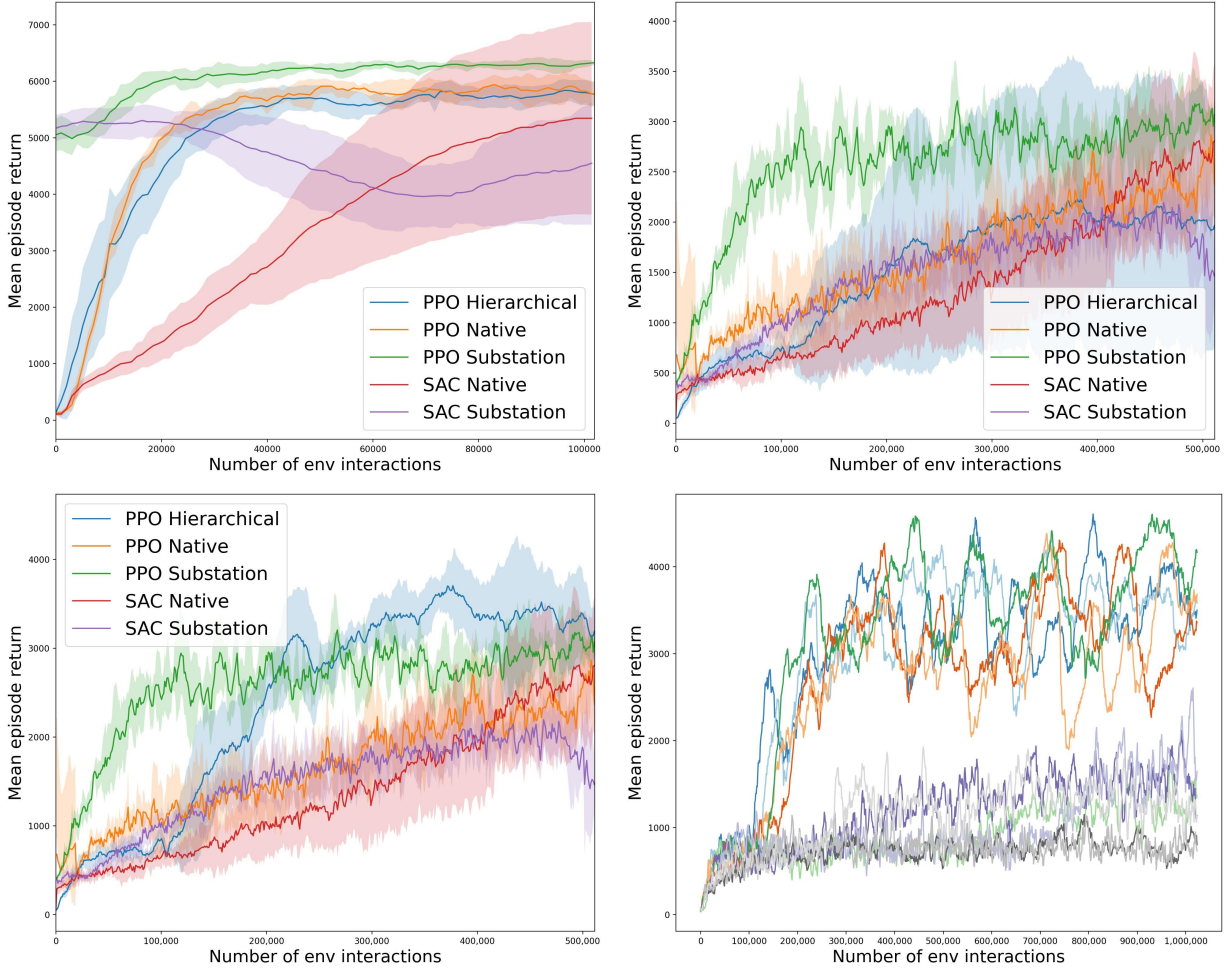 7000
6000
5000
4000
3000
2000
1000
0
Mean episode return
0
20000
40000
60000
80000
100000
Number of env interactions
PPO Hierarchical
PPO Native
PPO Substation
SAC Native
SAC Substation
4000
3500
3000
2500
2000
1500
1000
500
0
Mean episode return
0
100,000
200,000
300,000
400,000
500,000
Number of env interactions
PPO Hierarchical
PPO Native
PPO Substation
SAC Native
SAC Substation
4000
3000
2000
1000
0
Mean episode return
0
100,000
200,000
300,000
400,000
500,000
Number of env interactions
PPO Hierarchical
PPO Native
PPO Substation
SAC Native
SAC Substation
4000
3000
2000
1000
0
Mean episode return
0
100,000
200,000
300,000
400,000
500,000
600,000
700,000
800,000
900,000
1,000,000
Number of env interactions